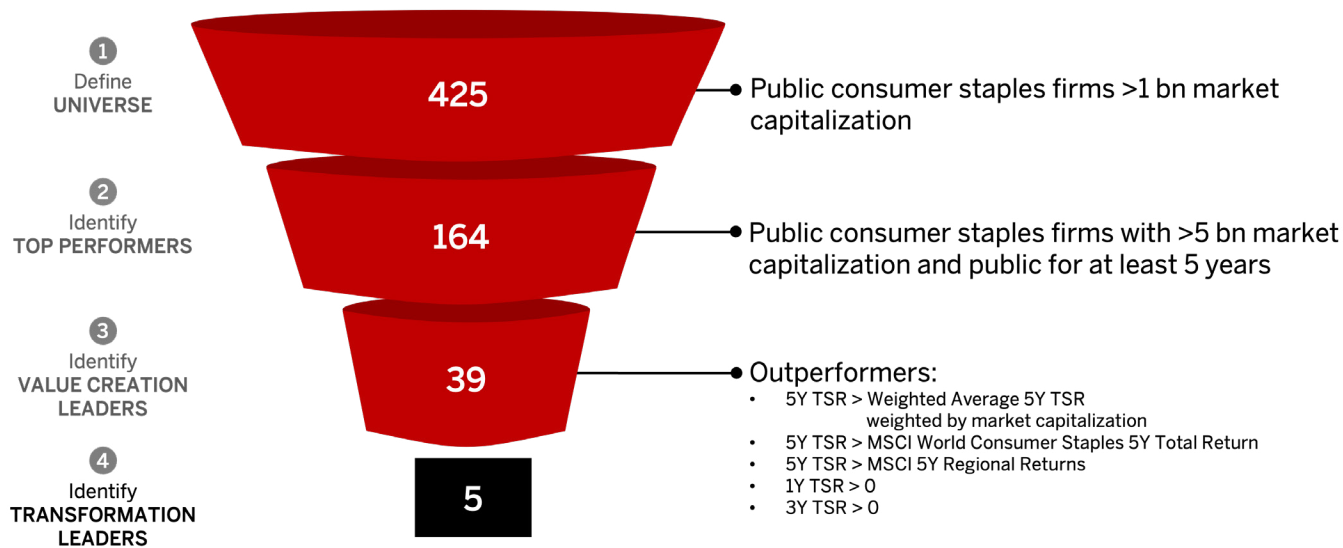 1
Define
UNIVERSE
425
Public consumer staples firms >1 bn market
capitalization
2
Identify
TOP PERFORMERS
164
Public consumer staples firms with >5 bn market
capitalization and public for at least 5 years
3
Identify
VALUE CREATION
LEADERS
39
Outperformers:
• 5Y TSR > Weighted Average 5Y TSR
weighted by market capitalization
• 5Y TSR > MSCI World Consumer Staples 5Y Total Return
• 5Y TSR > MSCI 5Y Regional Returns
• 1Y TSR > 0
• 3Y TSR > 0
4
Identify
TRANSFORMATION
LEADERS
5